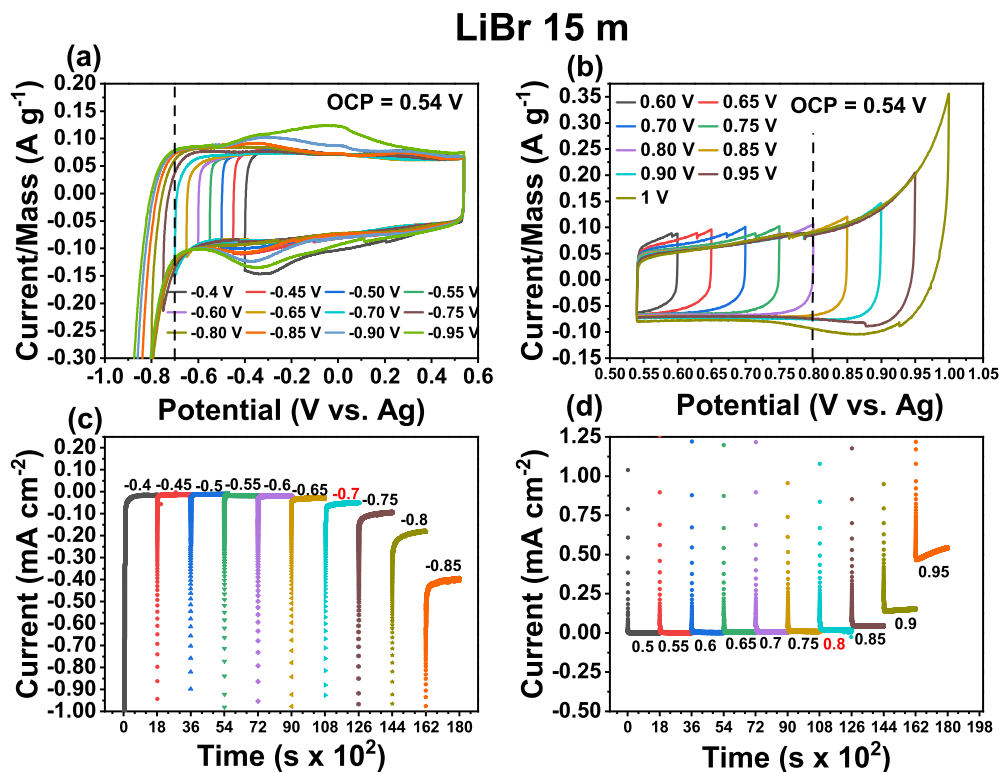 LiBr 15 m
(a)
OCP = 0.54 V
Current/Mass (A g⁻¹)
0.20
0.15
0.10
0.05
0.00
-0.05
-0.10
-0.15
-0.20
-0.25
-0.30
-0.4 V
-0.45 V
-0.50 V
-0.55 V
-0.60 V
-0.65 V
-0.70 V
-0.75 V
-0.80 V
-0.85 V
-0.90 V
-0.95 V
-1.0 -0.8 -0.6 -0.4 -0.2 0.0 0.2 0.4 0.6
Potential (V vs. Ag)
(b)
OCP = 0.54 V
Current/Mass (A g⁻¹)
0.35
0.30
0.25
0.20
0.15
0.10
0.05
0.00
-0.05
-0.10
-0.15
0.60 V
0.65 V
0.70 V
0.75 V
0.80 V
0.85 V
0.90 V
0.95 V
1 V
0.50 0.55 0.60 0.65 0.70 0.75 0.80 0.85 0.90 0.95 1.00 1.05
Potential (V vs. Ag)
(c)
Current (mA cm⁻²)
0.20
0.10
0.00
-0.10
-0.20
-0.30
-0.40
-0.50
-0.60
-0.70
-0.80
-0.90
-1.00
-0.4
-0.45
-0.5
-0.55
-0.6
-0.65
-0.7
-0.75
-0.8
-0.85
0 18 36 54 72 90 108 126 144 162 180
Time (s x 10²)
(d)
Current (mA cm⁻²)
1.25
1.00
0.75
0.50
0.25
0.00
-0.25
-0.50
0.5
0.55
0.6
0.65
0.7
0.75
0.8
0.85
0.9
0.95
0 18 36 54 72 90 108 126 144 162 180 198
Time (s x 10²)